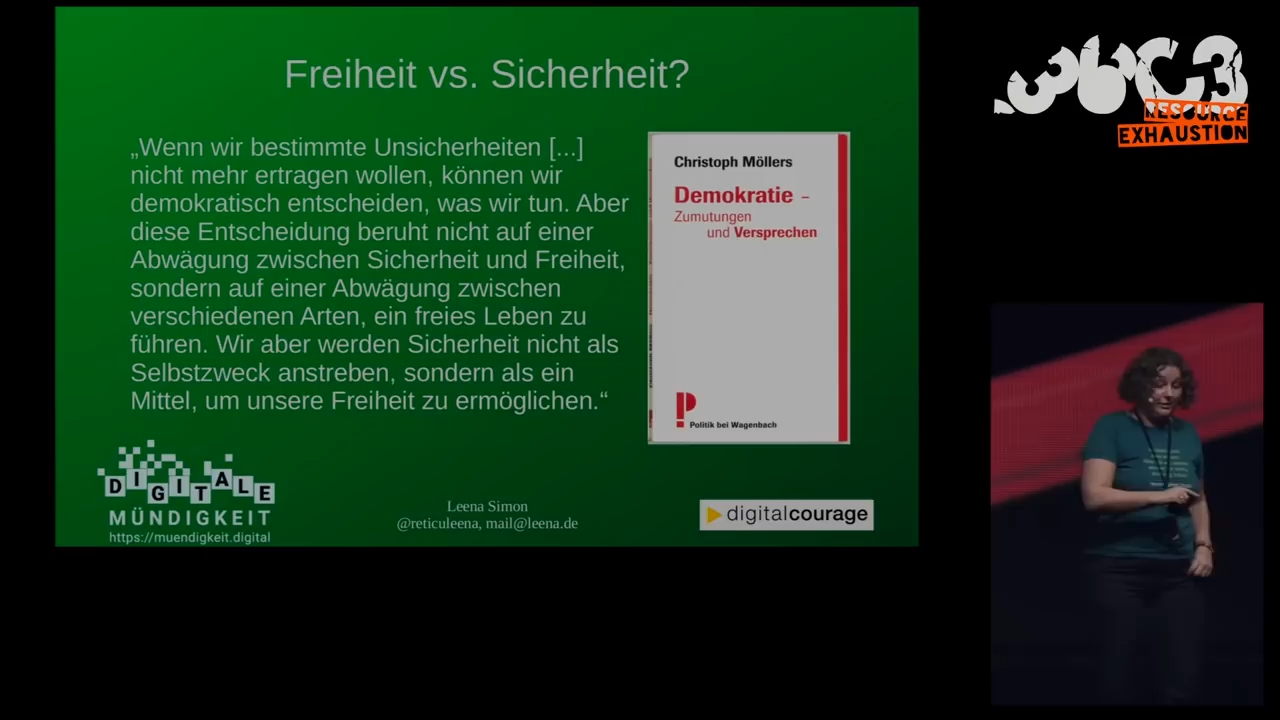 Freiheit vs. Sicherheit?
„Wenn wir bestimmte Unsicherheiten [...]
nicht mehr ertragen wollen, können wir
demokratisch entscheiden, was wir tun. Aber
diese Entscheidung beruht nicht auf einer
Abwägung zwischen Sicherheit und Freiheit,
sondern auf einer Abwägung zwischen
verschiedenen Arten, ein freies Leben zu
führen. Wir aber werden Sicherheit nicht als
Selbstzweck anstreben, sondern als ein
Mittel, um unsere Freiheit zu ermöglichen.“
Christoph Möllers
Demokratie –
Zumutungen
und Versprechen
Politik bei Wagenbach
DIGITALE
MÜNDIGKEIT
https://muendigkeit.digital
Leena Simon
@reticuleena, mail@leena.de
digitalcourage
36C3
RESOURCE
EXHAUSTION